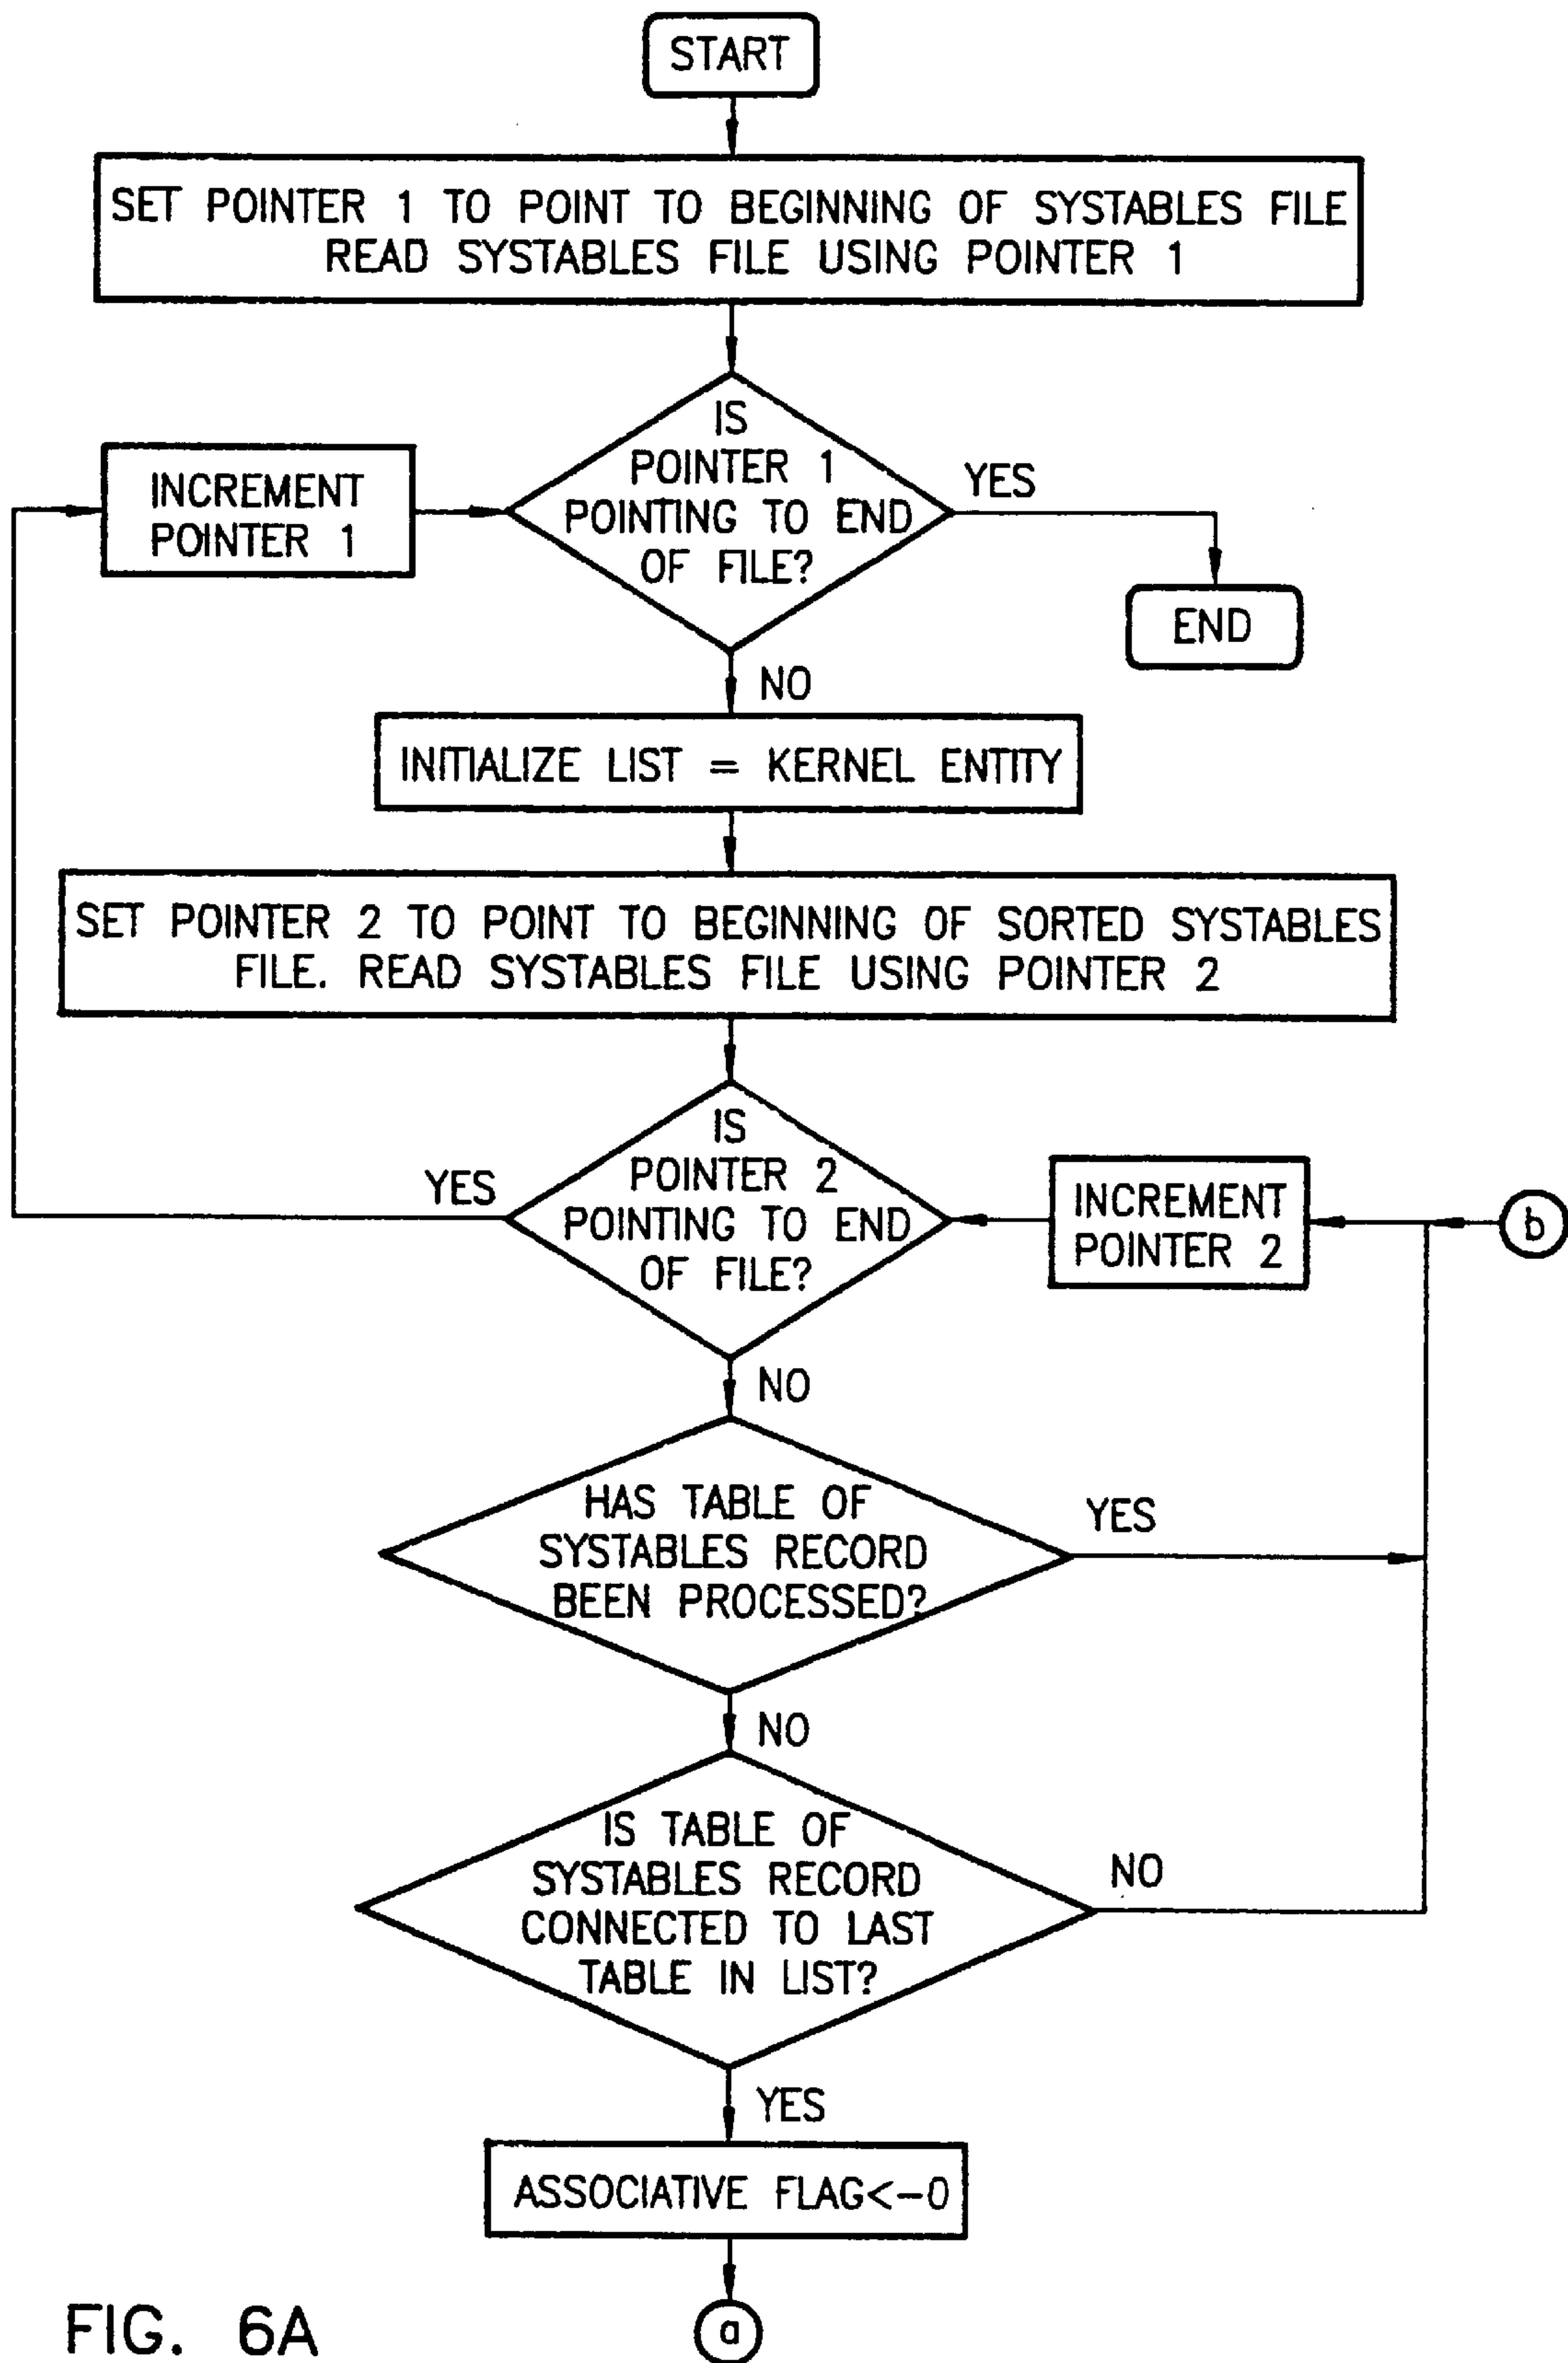 START
SET POINTER 1 TO POINT TO BEGINNING OF SYSTABLES FILE
READ SYSTABLES FILE USING POINTER 1
IS
POINTER 1
POINTING TO END
OF FILE?
YES
INCREMENT
POINTER 1
END
NO
INITIALIZE LIST = KERNEL ENTITY
SET POINTER 2 TO POINT TO BEGINNING OF SORTED SYSTABLES
FILE. READ SYSTABLES FILE USING POINTER 2
IS
POINTER 2
POINTING TO END
OF FILE?
YES
INCREMENT
POINTER 2
b
NO
HAS TABLE OF
SYSTABLES RECORD
BEEN PROCESSED?
YES
NO
IS TABLE OF
SYSTABLES RECORD
CONNECTED TO LAST
TABLE IN LIST?
NO
YES
ASSOCIATIVE FLAG<-0
a
FIG. 6A